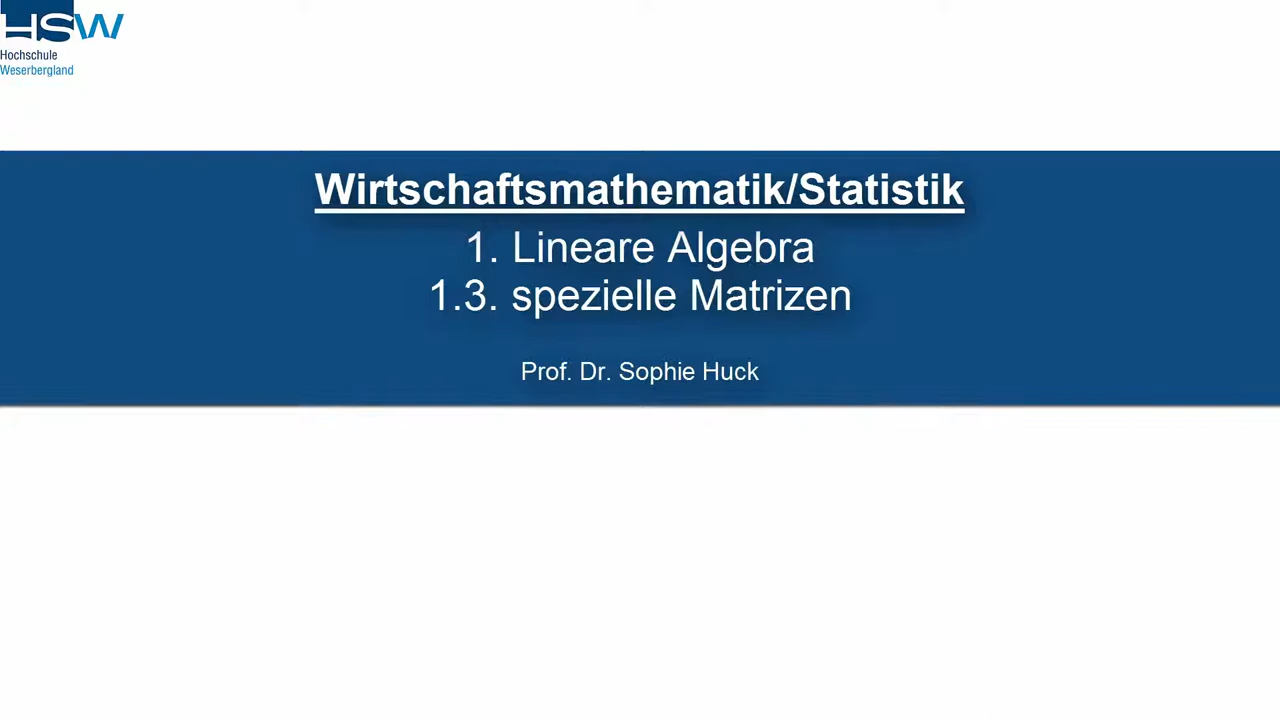 HSW
Hochschule
Weserbergland
Wirtschaftsmathematik/Statistik
1. Lineare Algebra
1.3. spezielle Matrizen
Prof. Dr. Sophie Huck